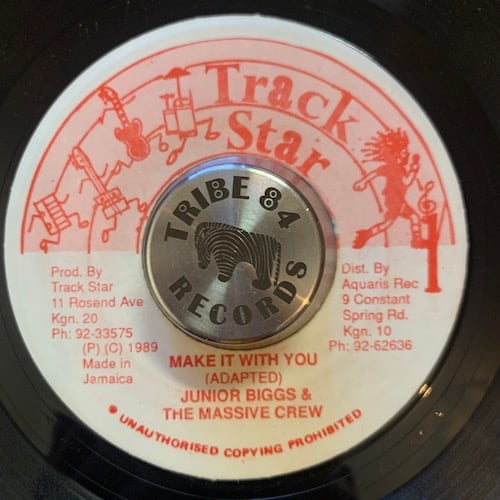 Track
Star
TRIBE 84
RECORDS
Prod. By
Track Star
11 Rosend Ave
Kgn. 20
Ph: 92-33575
(P) (C) 1989
Made in
Jamaica
Dist. By
Aquaris Rec
9 Constant
Spring Rd.
Kgn. 10
92-62636
MAKE IT WITH YOU
(ADAPTED)
JUNIOR BIGGS &
THE MASSIVE CREW
UNAUTHORISED COPYING PROHIBITED